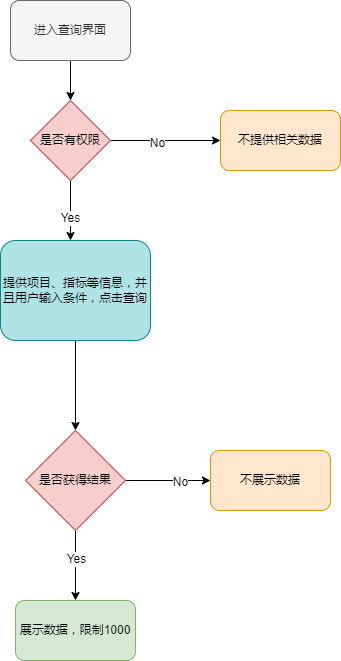 进入查询界面
是否有权限
No
不提供相关数据
Yes
提供项目、指标等信息，并
且用户输入条件，点击查询
是否获得结果
No
不展示数据
Yes
展示数据，限制1000